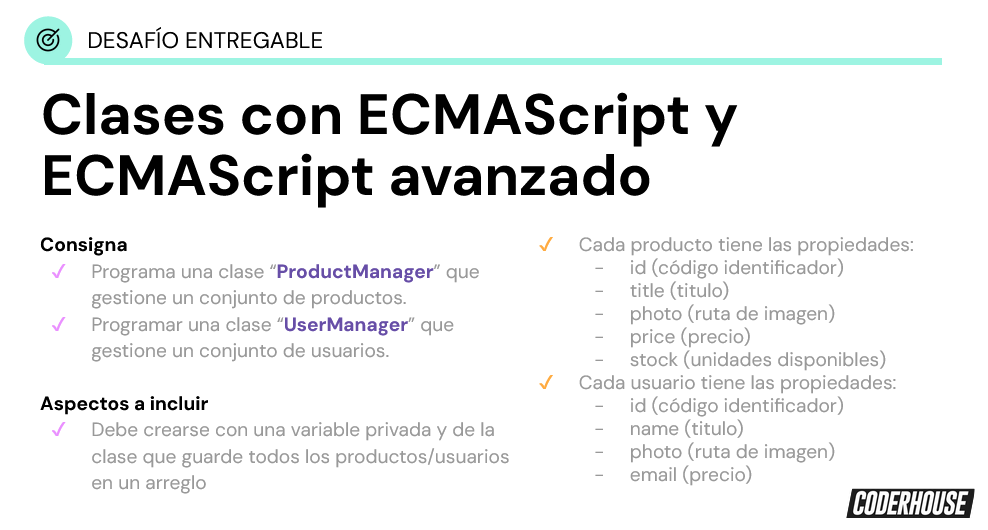 DESAFÍO ENTREGABLE
Clases con ECMAScript y
ECMAScript avanzado
Consigna
✓ Programa una clase “ProductManager” que
gestione un conjunto de productos.
✓ Programar una clase “UserManager” que
gestione un conjunto de usuarios.
Aspectos a incluir
✓ Debe crearse con una variable privada y de la
clase que guarde todos los productos/usuarios
en un arreglo
✓ Cada producto tiene las propiedades:
- id (código identificador)
- title (titulo)
- photo (ruta de imagen)
- price (precio)
- stock (unidades disponibles)
✓ Cada usuario tiene las propiedades:
- id (código identificador)
- name (titulo)
- photo (ruta de imagen)
- email (precio)
CODERHOUSE